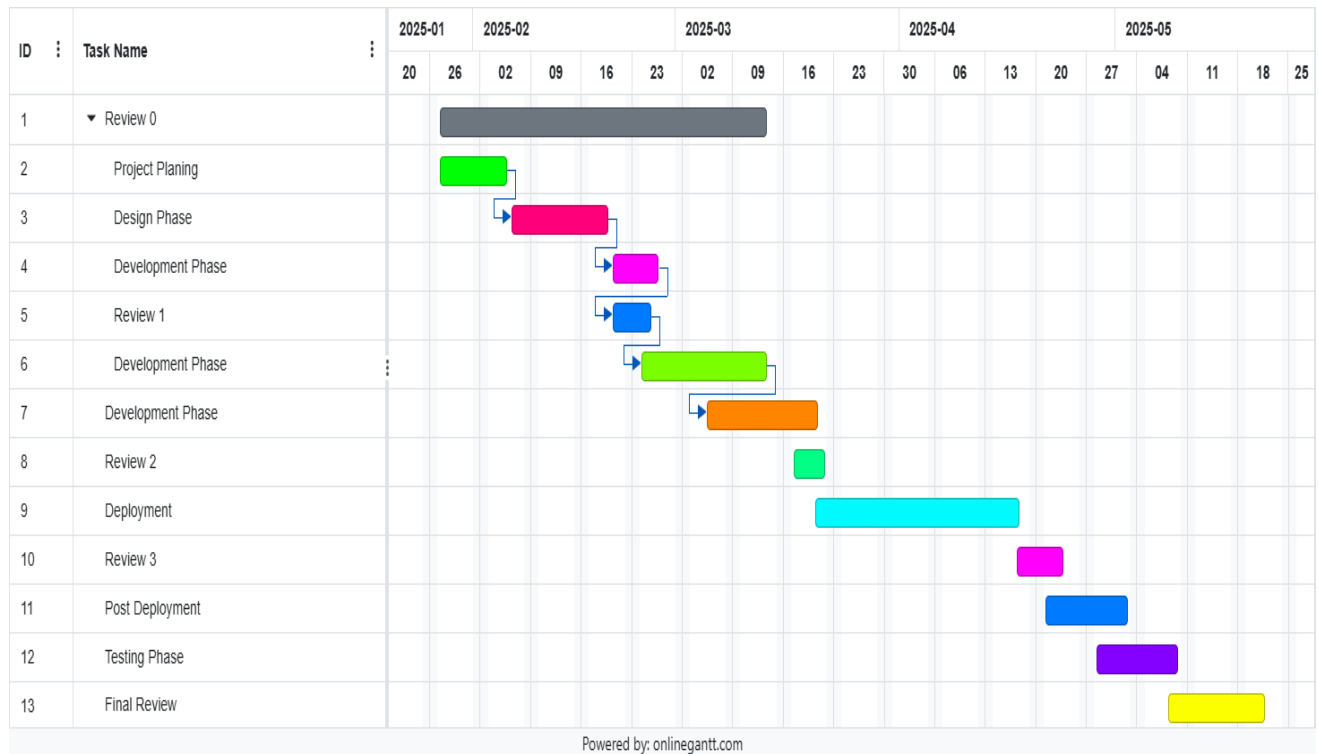 ID Task Name 2025-01 2025-02 2025-03 2025-04 2025-05
20 26 02 09 16 23 02 09 16 23 30 06 13 20 27 04 11 18 25
1 Review 0
2 Project Planing
3 Design Phase
4 Development Phase
5 Review 1
6 Development Phase
7 Development Phase
8 Review 2
9 Deployment
10 Review 3
11 Post Deployment
12 Testing Phase
13 Final Review
Powered by: onlinegantt.com